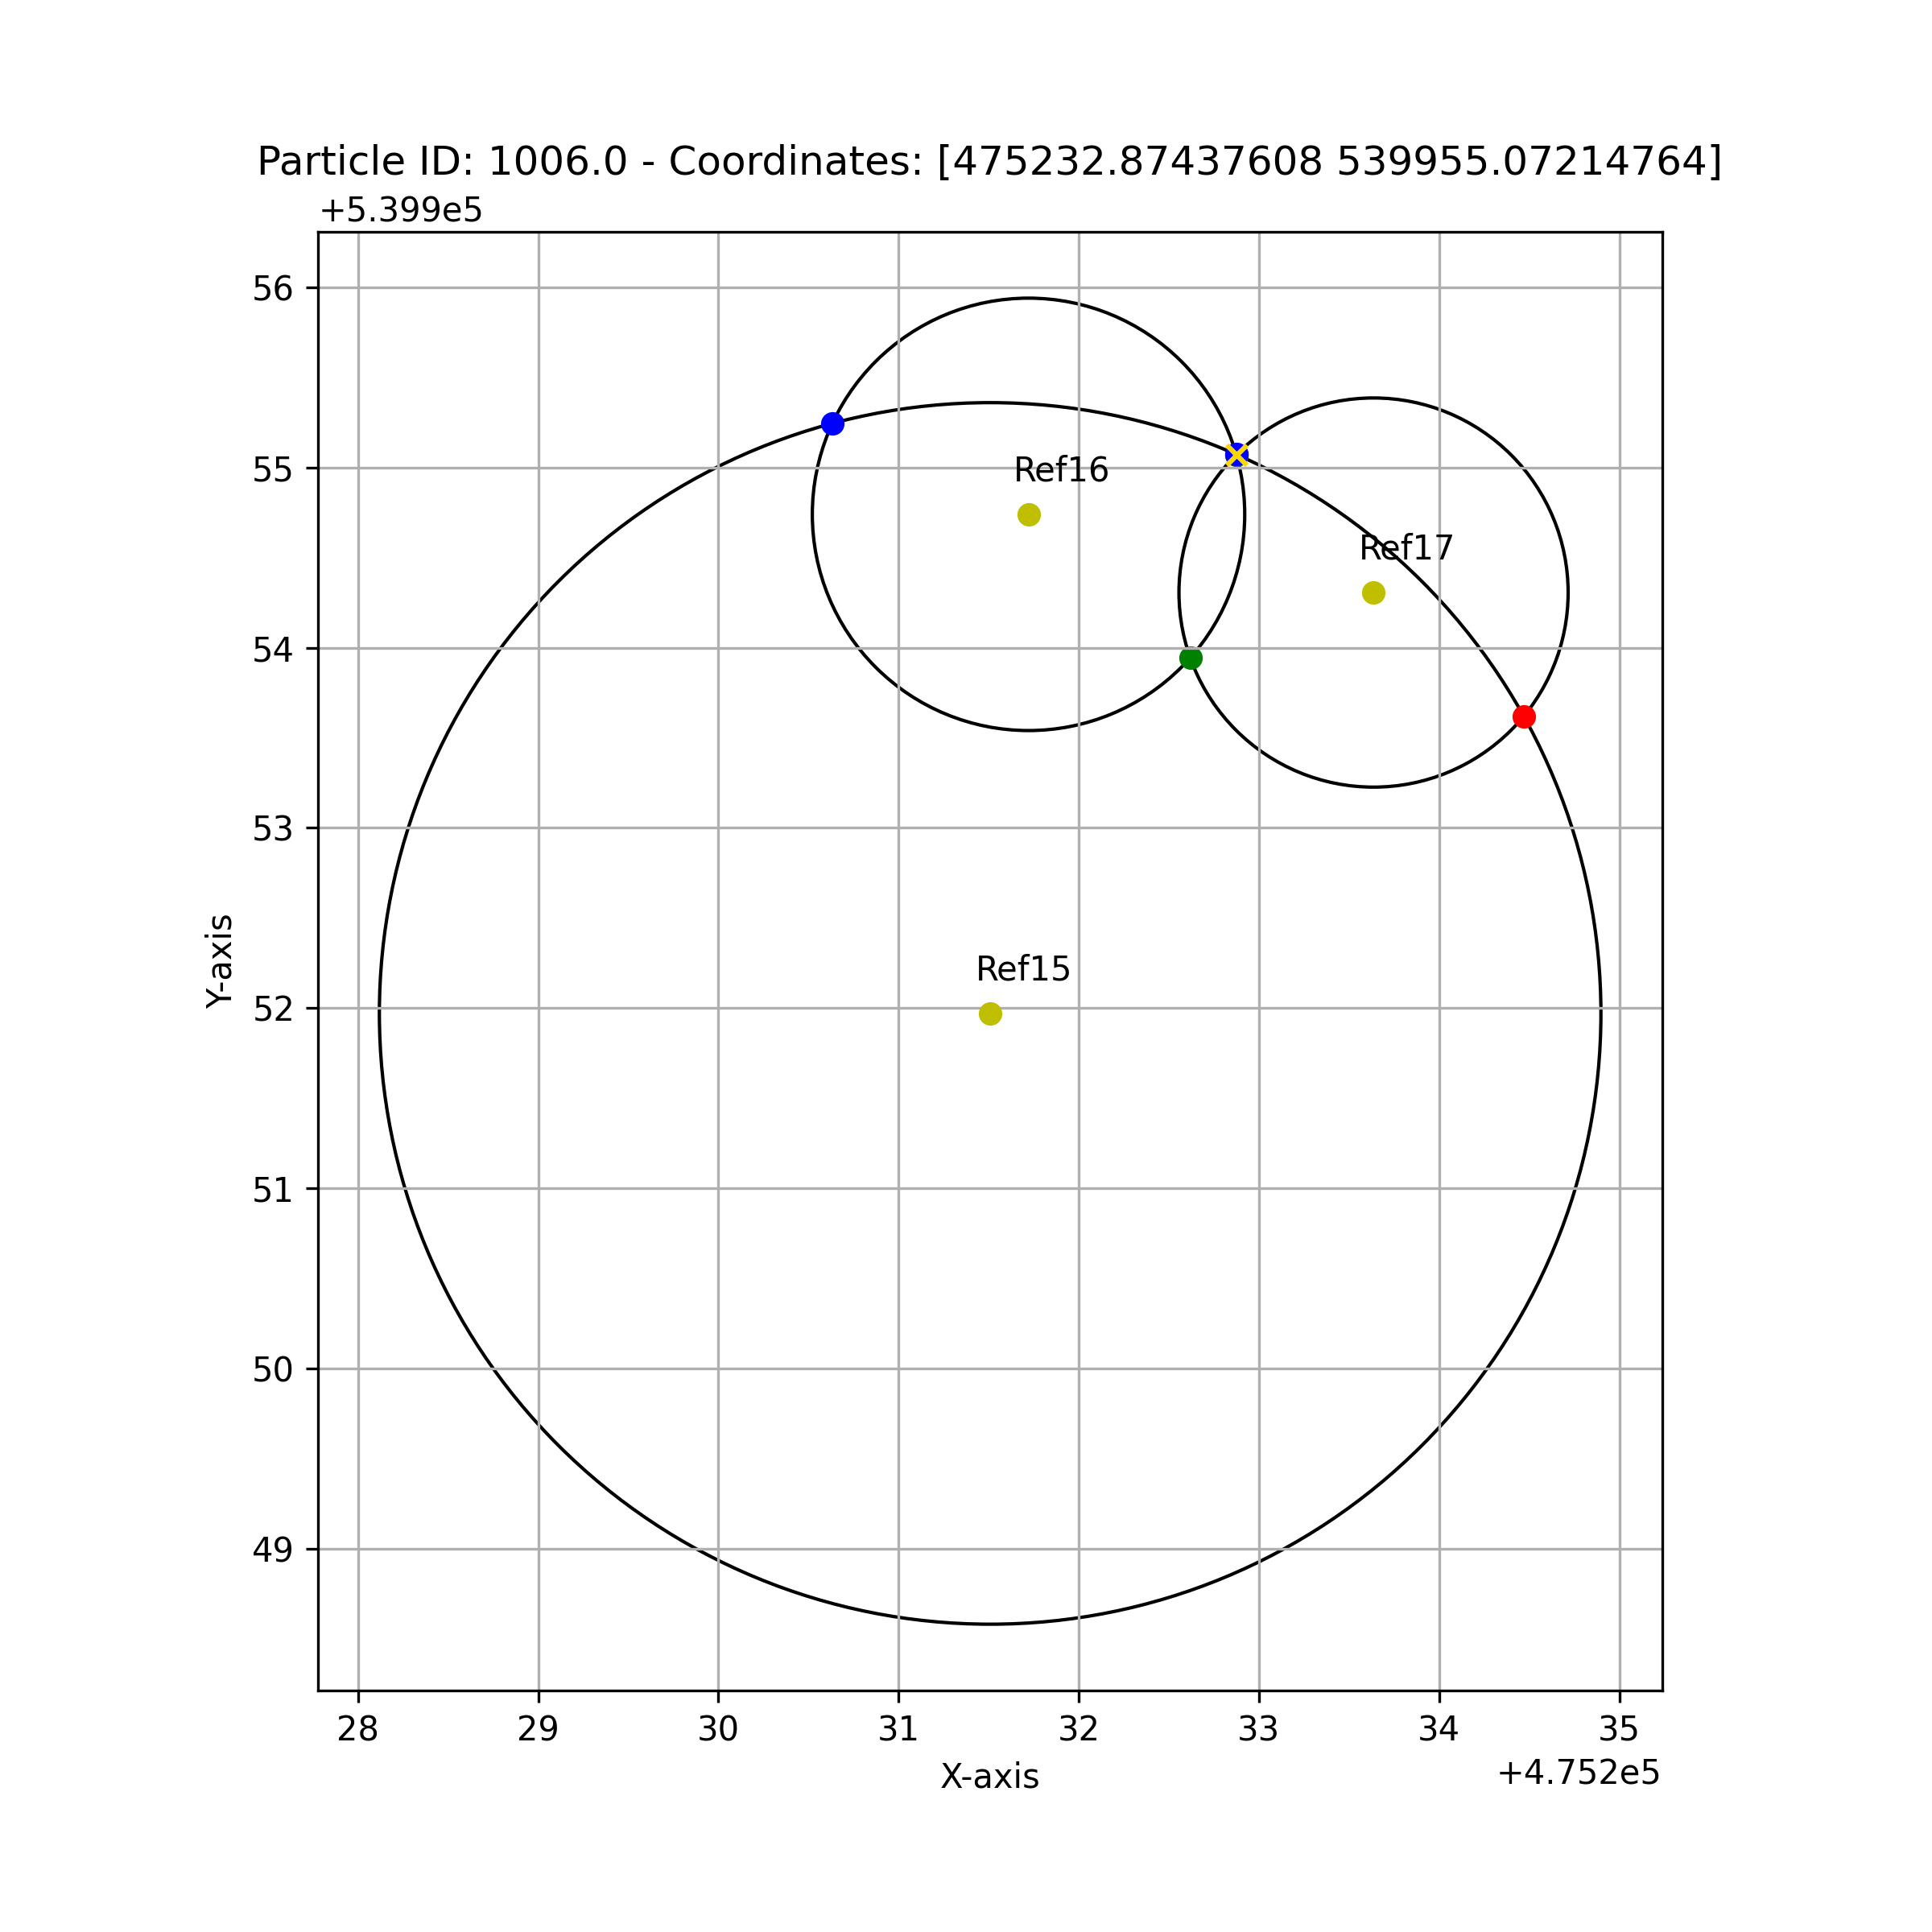 Particle ID: 1006.0 - Coordinates: [475232.87437608 539955.07214764]
+5.399e5
56
55
54
53
52
51
50
49
Y-axis
Ref16
Ref17
Ref15
28 29 30 31 32 33 34 35
X-axis
+4.752e5